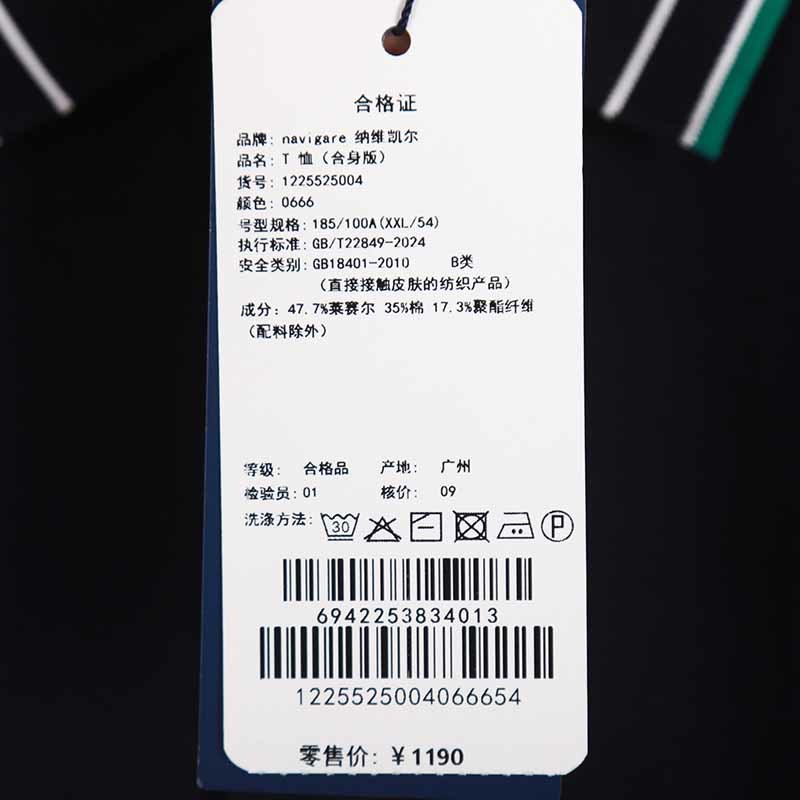 合格证
品牌: navigare 纳维凯尔
品名: T 恤（合身版）
货号: 1225525004
颜色: 0666
号型规格: 185/100A(XXL/54)
执行标准: GB/T22849-2024
安全类别: GB18401-2010 B类
（直接接触皮肤的纺织产品）
成分: 47.7%莱赛尔 35%棉 17.3%聚酯纤维
（配料除外）
等级: 合格品 产地: 广州
检验员: 01 核价: 09
洗涤方法: 30 P
6942253834013
1225525004066654
零售价: ¥1190